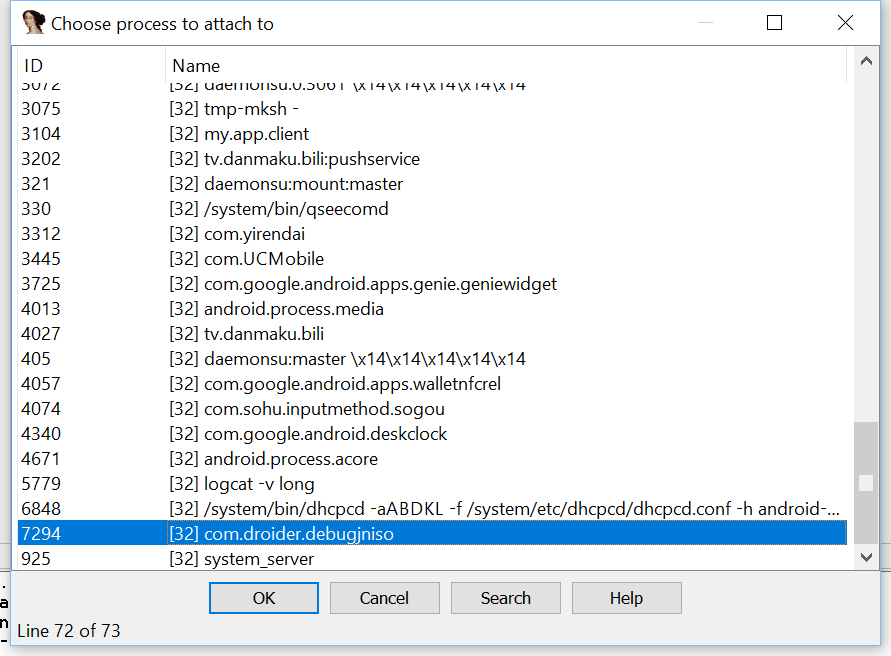 Choose process to attach to
ID Name
3072 [32] daemonsu:0:3061 \x14\x14\x14\x14\x14
3075 [32] tmp-mksh -
3104 [32] my.app.client
3202 [32] tv.danmaku.bili:pushservice
321 [32] daemonsu:mount:master
330 [32] /system/bin/qseecomd
3312 [32] com.yirendai
3445 [32] com.UCMobile
3725 [32] com.google.android.apps.genie.geniewidget
4013 [32] android.process.media
4027 [32] tv.danmaku.bili
405 [32] daemonsu:master \x14\x14\x14\x14\x14
4057 [32] com.google.android.apps.walletnfcrel
4074 [32] com.sohu.inputmethod.sogou
4340 [32] com.google.android.deskclock
4671 [32] android.process.acore
5779 [32] logcat -v long
6848 [32] /system/bin/dhcpcd -aABDKL -f /system/etc/dhcpcd/dhcpcd.conf -h android-...
7294 [32] com.droider.debugjniso
925 [32] system_server
OK Cancel Search Help
Line 72 of 73